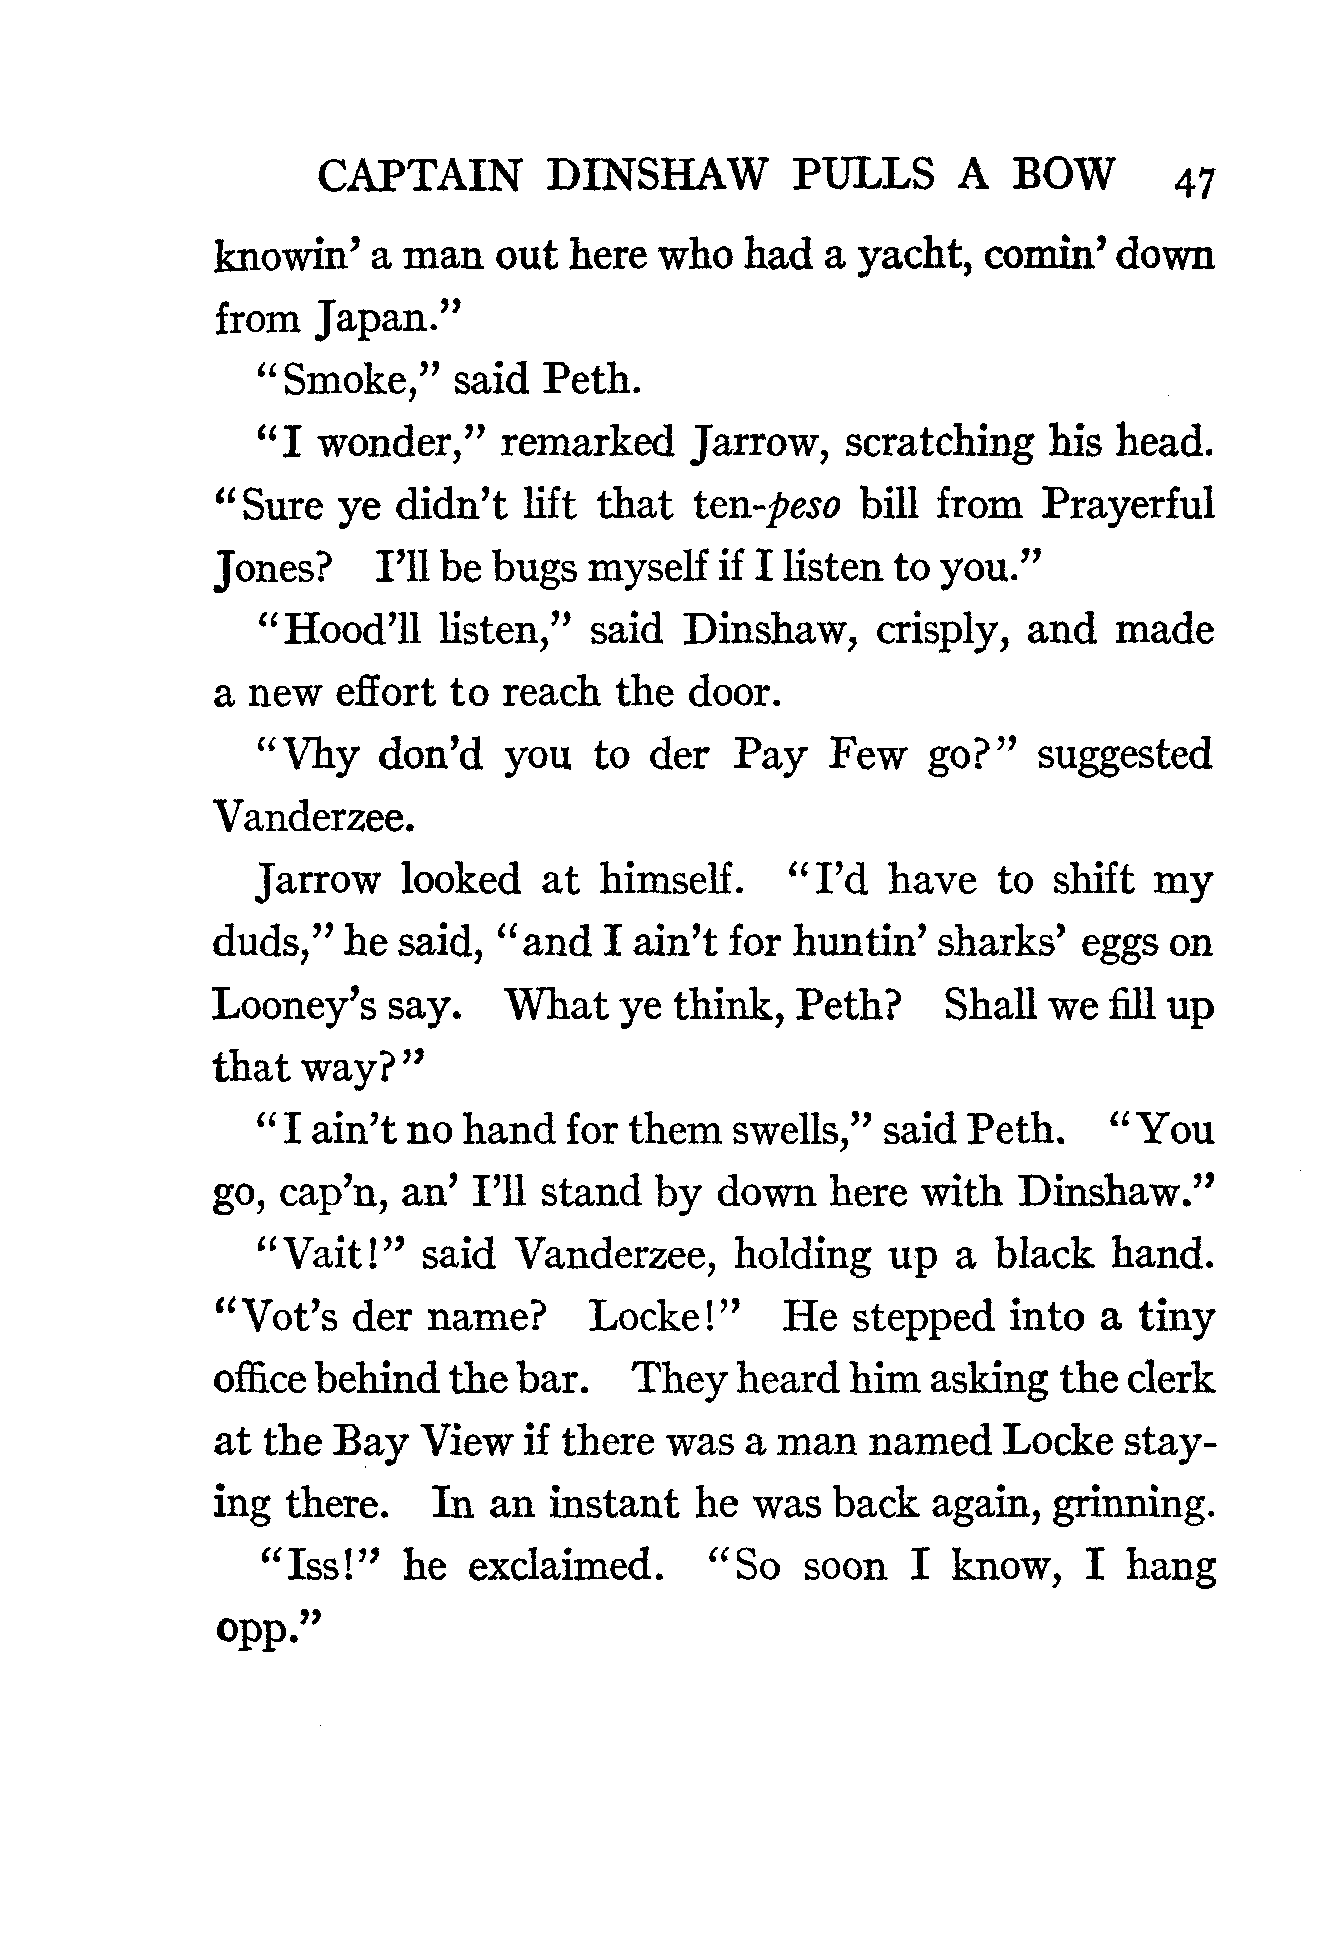 CAPTAIN DINSHAW PULLS A BOW 47
knowin’ a man out here who had a yacht, comin’ down
from Japan.”
“Smoke,” said Peth.
“I wonder,” remarked Jarrow, scratching his head.
“Sure ye didn’t lift that ten-peso bill from Prayerful
Jones? I’ll be bugs myself if I listen to you.”
“Hood’ll listen,” said Dinshaw, crisply, and made
a new effort to reach the door.
“Vhy don’d you to der Pay Few go?” suggested
Vanderzee.
Jarrow looked at himself. “I’d have to shift my
duds,” he said, “and I ain’t for huntin’ sharks’ eggs on
Looney’s say. What ye think, Peth? Shall we fill up
that way?”
“I ain’t no hand for them swells,” said Peth. “You
go, cap’n, an’ I’ll stand by down here with Dinshaw.”
“Vait!” said Vanderzee, holding up a black hand.
“Vot’s der name? Locke!” He stepped into a tiny
office behind the bar. They heard him asking the clerk
at the Bay View if there was a man named Locke stay-
ing there. In an instant he was back again, grinning.
“Iss!” he exclaimed. “So soon I know, I hang
opp.”